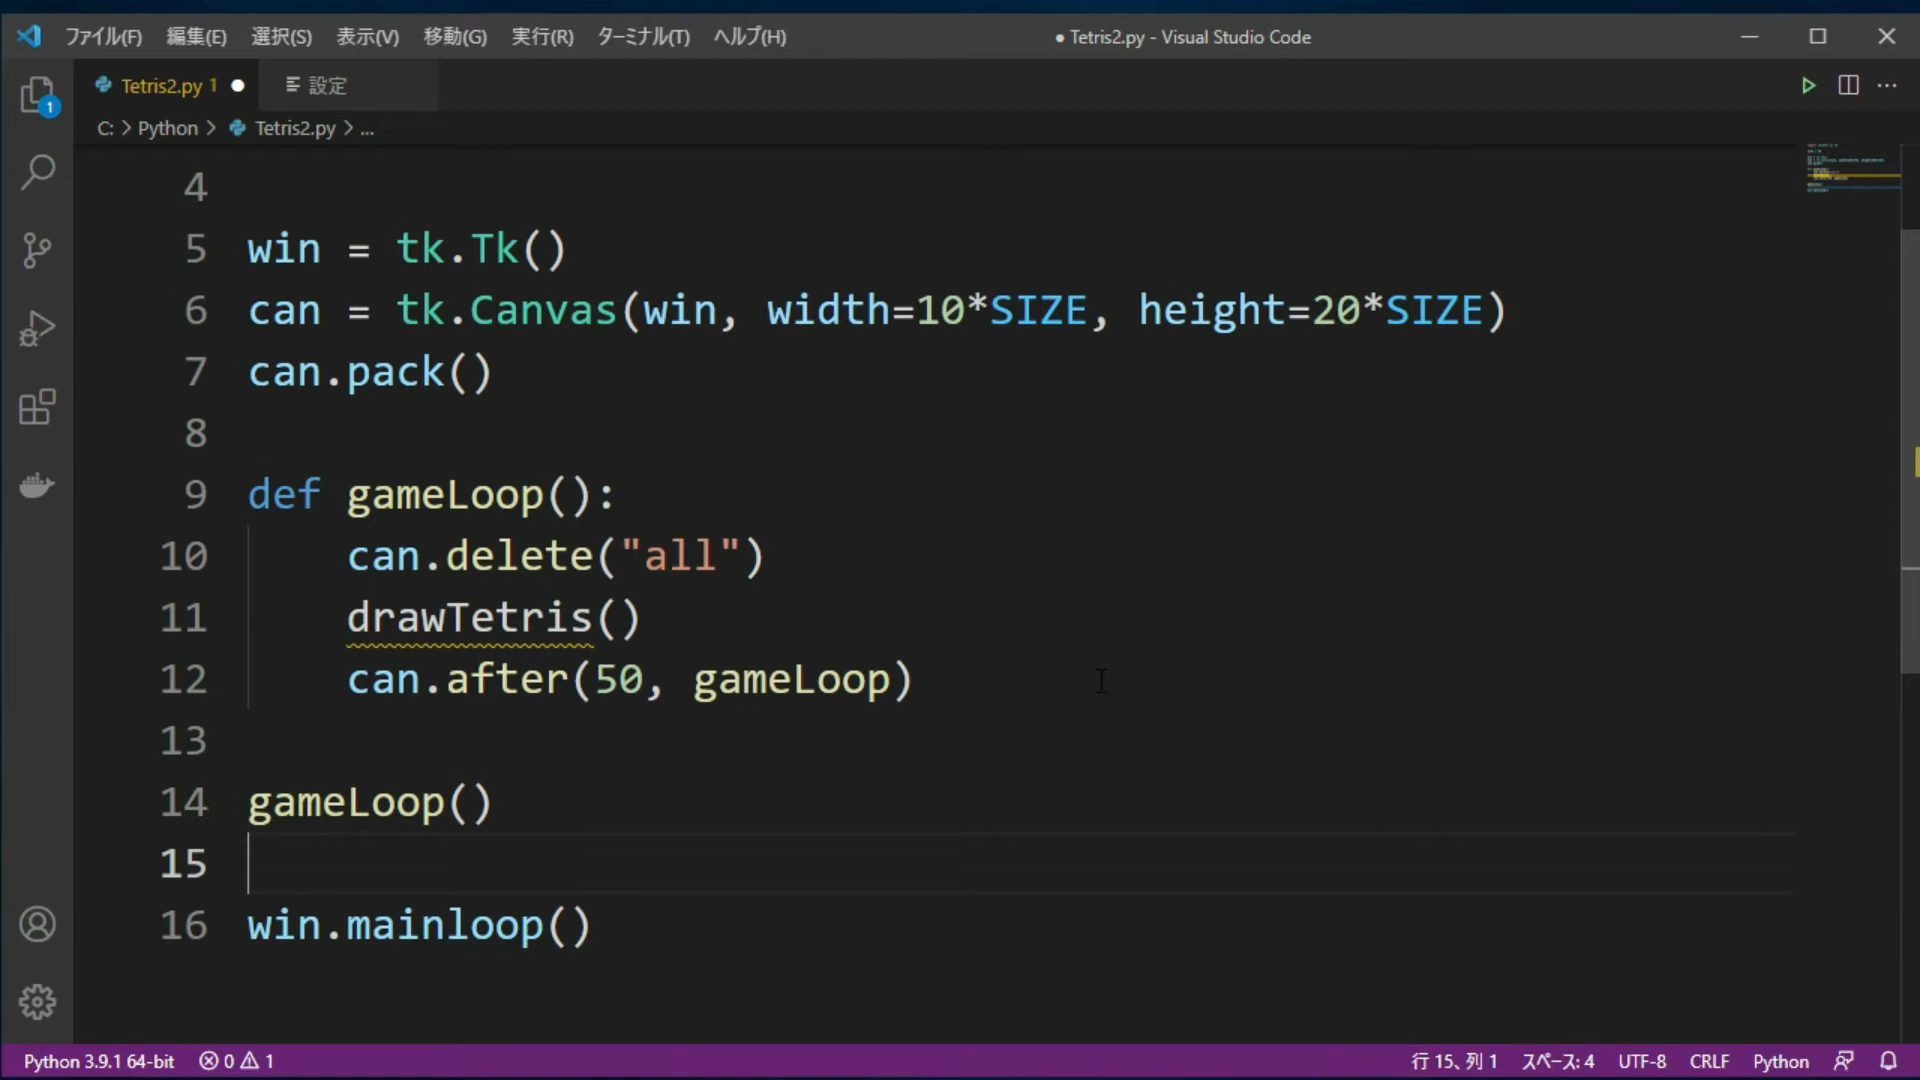 ファイル(F) 編集(E) 選択(S) 表示(V) 移動(G) 実行(R) ターミナル(T) ヘルプ(H) ● Tetris2.py - Visual Studio Code
Tetris2.py 1 設定
C: > Python > Tetris2.py > ...
1
4
5 win = tk.Tk()
6 can = tk.Canvas(win, width=10*SIZE, height=20*SIZE)
7 can.pack()
8
9 def gameLoop():
10 can.delete("all")
11 drawTetris()
12 can.after(50, gameLoop)
13
14 gameLoop()
15
16 win.mainloop()
Python 3.9.1 64-bit 0 1 行 15、列 1 スペース: 4 UTF-8 CRLF Python